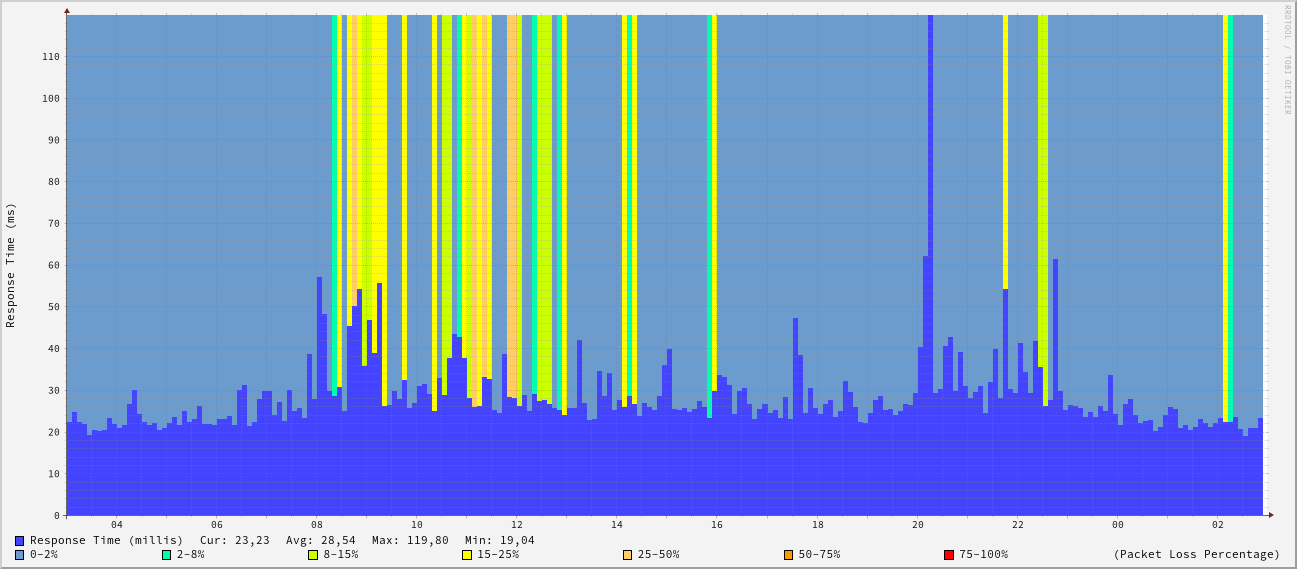 RRDTOOL / TOBI OETIKER
Response Time (ms)
110
100
90
80
70
60
50
40
30
20
10
0
04 06 08 10 12 14 16 18 20 22 00 02
Response Time (millis) Cur: 23,23 Avg: 28,54 Max: 119,80 Min: 19,04
0-2% 2-8% 8-15% 15-25% 25-50% 50-75% 75-100% (Packet Loss Percentage)